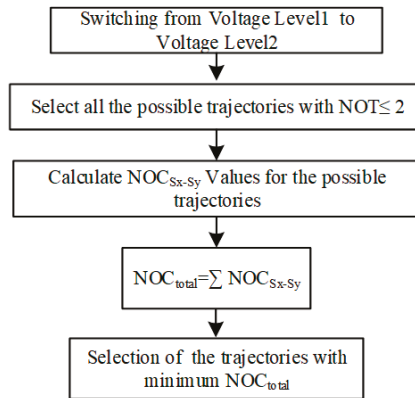 Switching from Voltage Level1 to
Voltage Level2
Select all the possible trajectories with NOT≤ 2
Calculate NOCSx-Sy Values for the possible
trajectories
NOCtotal=∑ NOCSx-Sy
Selection of the trajectories with
minimum NOCtotal